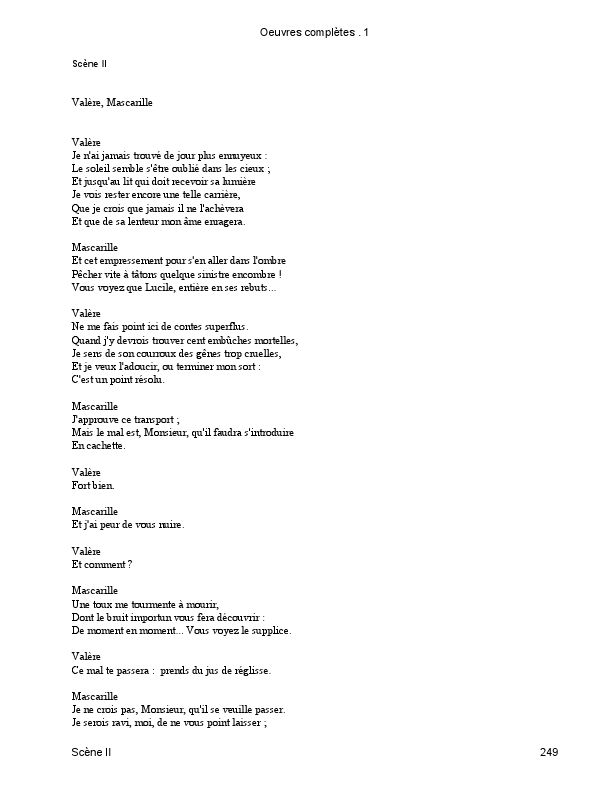 Oeuvres complètes . 1
Scène II
Valère, Mascarille
Valère
Je n'ai jamais trouvé de jour plus ennuyeux :
Le soleil semble s'être oublié dans les cieux ;
Et jusqu'au lit qui doit recevoir sa lumière
Je vois rester encore une telle carrière,
Que je crois que jamais il ne l'achèvera
Et que de sa lenteur mon âme enragera.
Mascarille
Et cet empressement pour s'en aller dans l'ombre
Pêcher vite à tâtons quelque sinistre encombre !
Vous voyez que Lucile, entière en ses rebuts...
Valère
Ne me fais point ici de contes superflus.
Quand j'y devrois trouver cent embûches mortelles,
Je sens de son courroux des gênes trop cruelles,
Et je veux l'adoucir, ou terminer mon sort :
C'est un point résolu.
Mascarille
J'approuve ce transport ;
Mais le mal est, Monsieur, qu'il faudra s'introduire
En cachette.
Valère
Fort bien.
Mascarille
Et j'ai peur de vous nuire.
Valère
Et comment ?
Mascarille
Une toux me tourmente à mourir,
Dont le bruit importun vous fera découvrir :
De moment en moment... Vous voyez le supplice.
Valère
Ce mal te passera :  prends du jus de réglisse.
Mascarille
Je ne crois pas, Monsieur, qu'il se veuille passer.
Je serois ravi, moi, de ne vous point laisser ;
Scène II 249